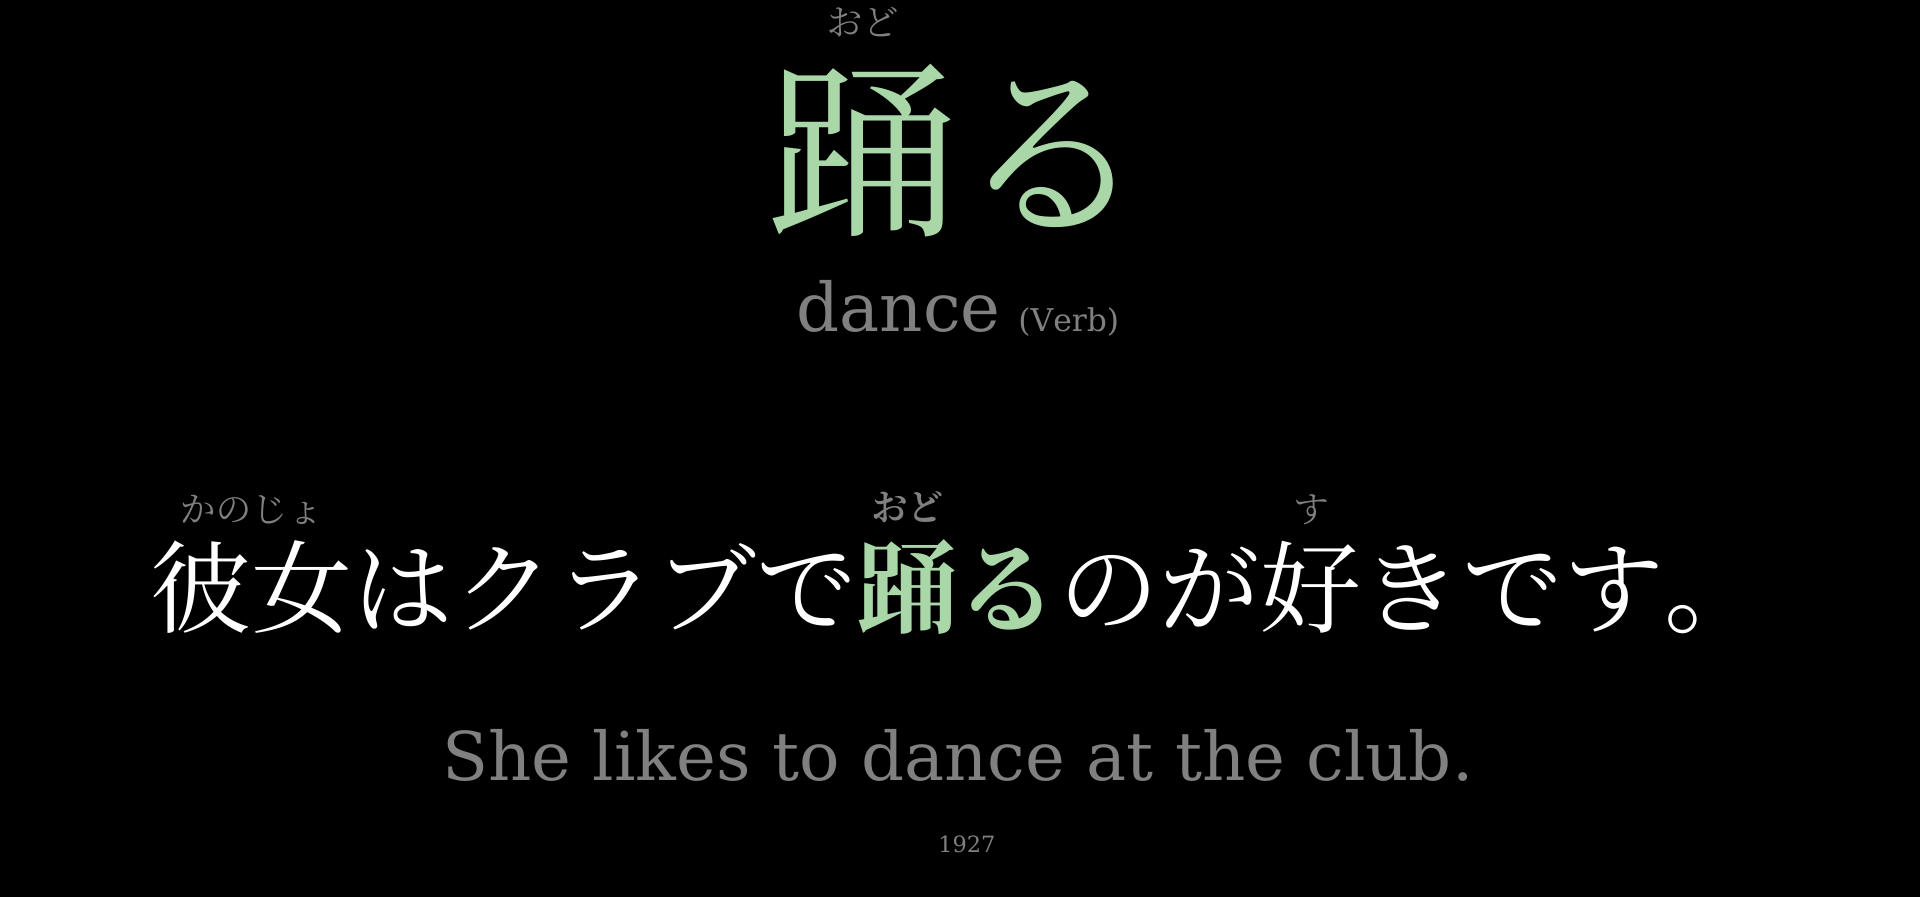 おど
踊る
dance (Verb)
かのじょ おど す
彼女はクラブで踊るのが好きです。
She likes to dance at the club.
1927